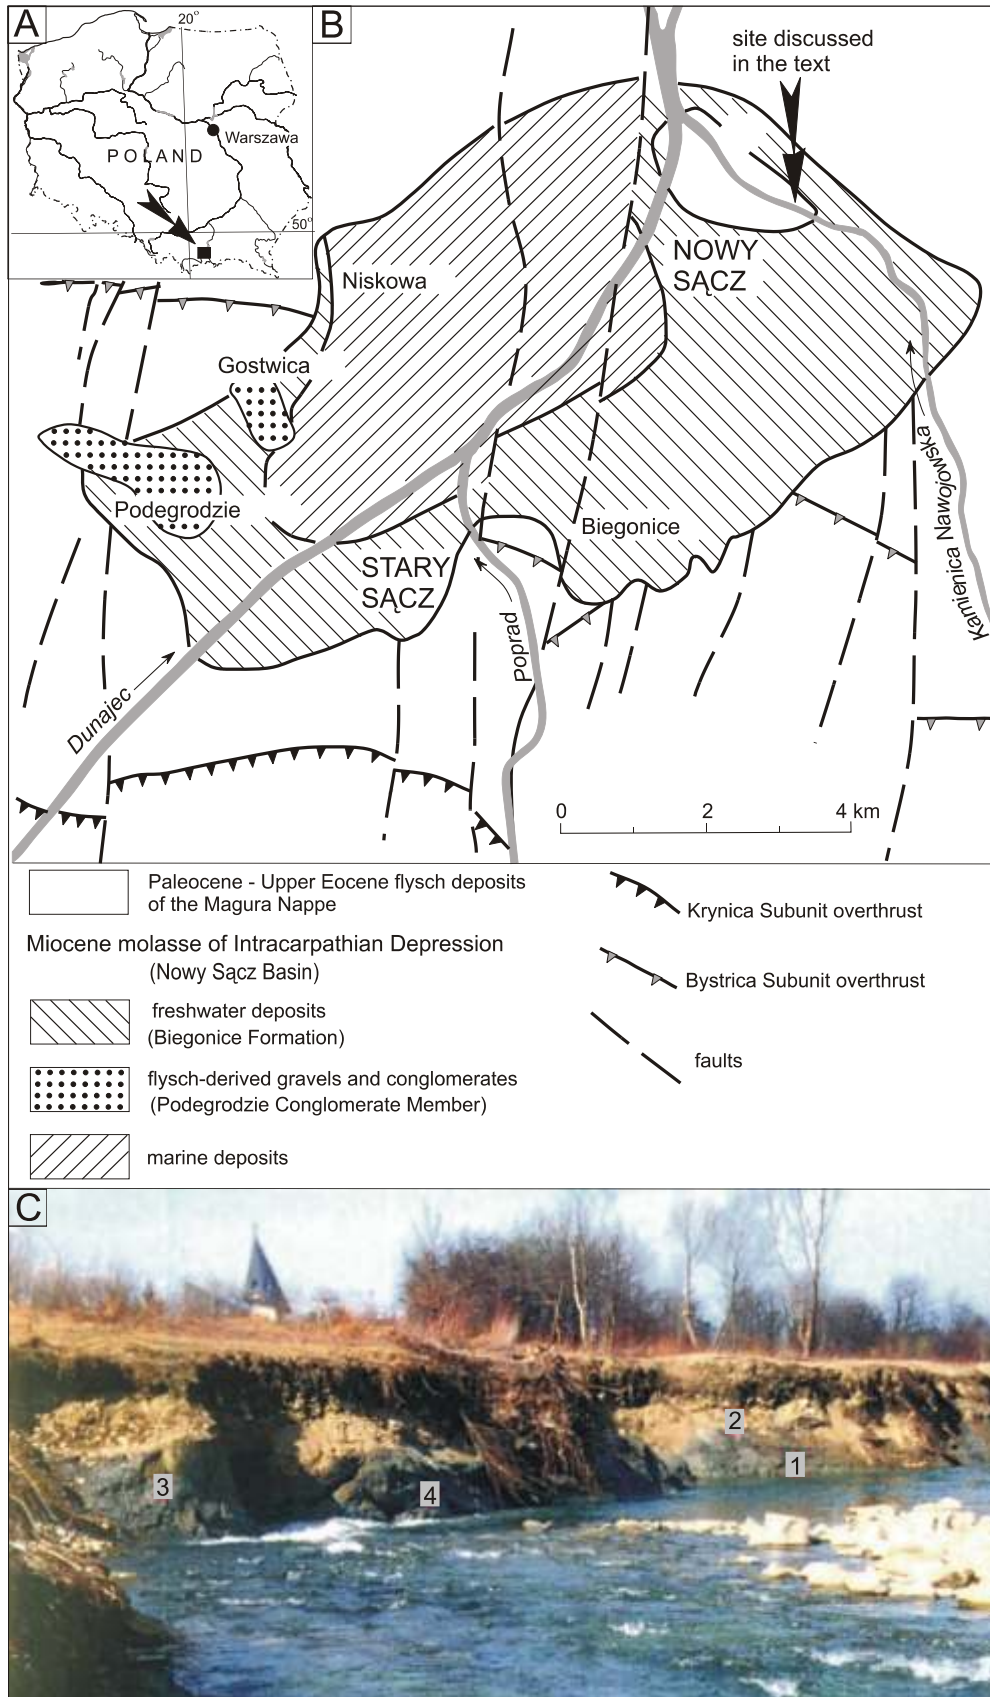 A
20°
Warszawa
POLAND
50°
B
site discussed
in the text
NOWY
SĄCZ
Niskowa
Gostwica
Podegrodzie
Biegonice
STARY
SĄCZ
Kamienica Nawojowska
Poprad
Dunajec
0 2 4 km
Paleocene - Upper Eocene flysch deposits
of the Magura Nappe
Miocene molasse of Intracarpathian Depression
(Nowy Sącz Basin)
freshwater deposits
(Biegonice Formation)
flysch-derived gravels and conglomerates
(Podegrodzie Conglomerate Member)
marine deposits
Krynica Subunit overthrust
Bystrica Subunit overthrust
faults
C
2
1
3
4